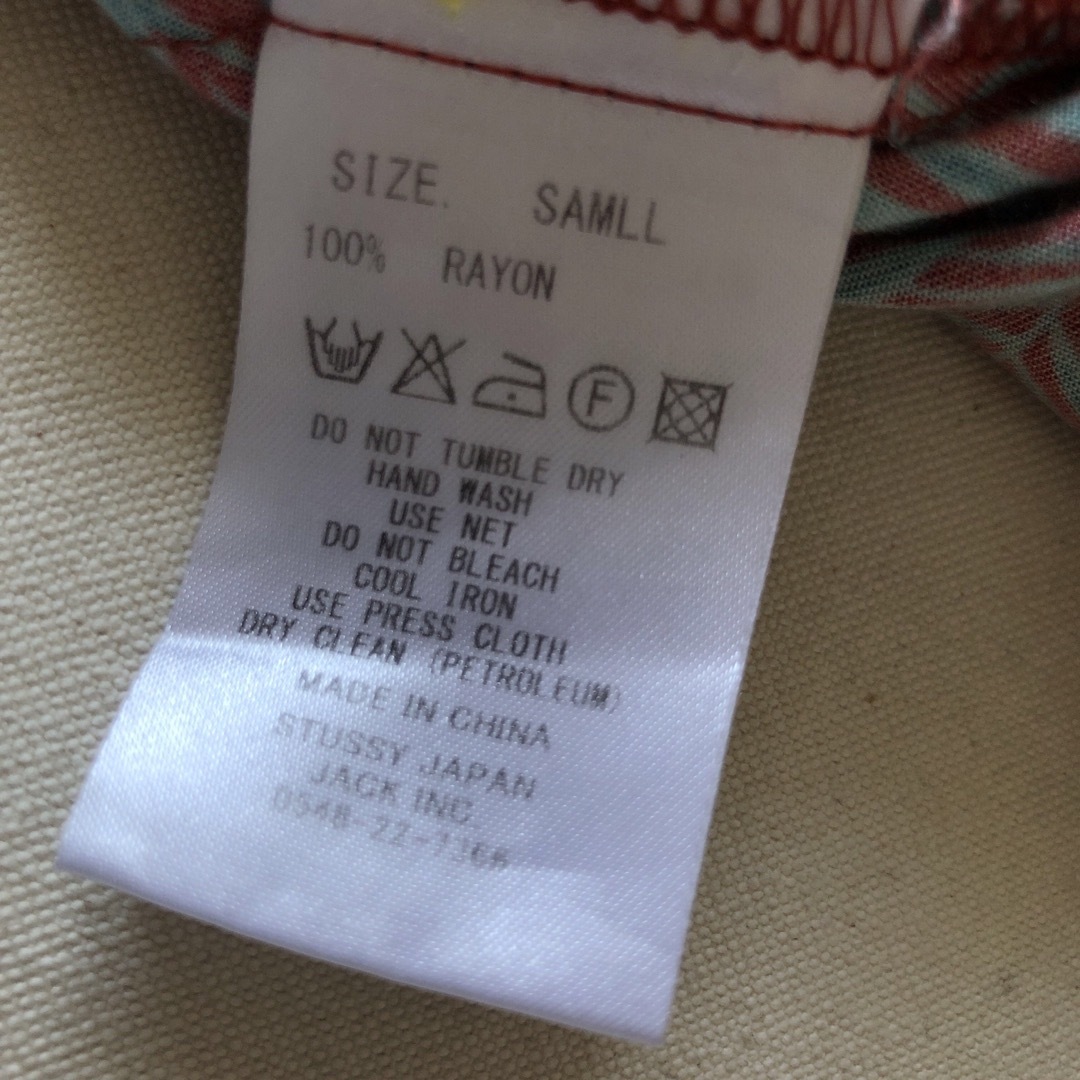 SIZE. SAMLL
100% RAYON
F
DO NOT TUMBLE DRY
HAND WASH
USE NET
DO NOT BLEACH
COOL IRON
USE PRESS CLOTH
DRY CLEAN (PETROLEUM)
MADE IN CHINA
STUSSY JAPAN
JACK INC
0548-22-7366